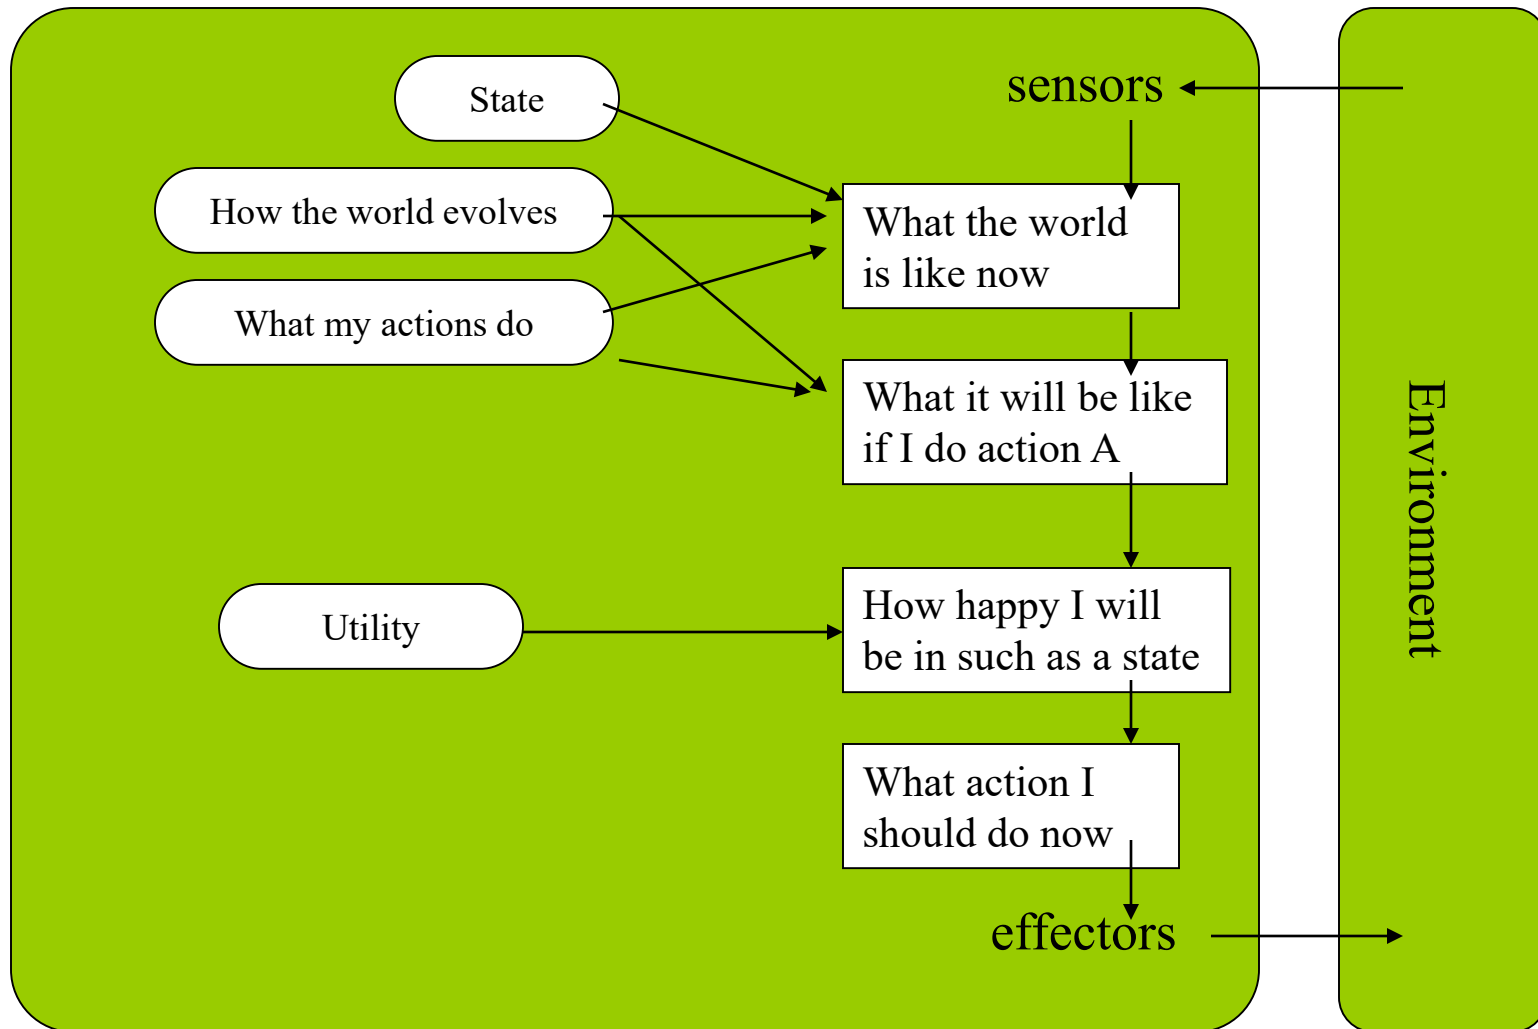 State
sensors
How the world evolves
What the world
is like now
What my actions do
What it will be like
if I do action A
Environment
Utility
How happy I will
be in such as a state
What action I
should do now
effectors